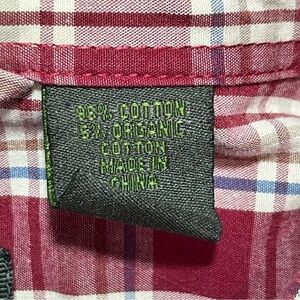 95% COTTON
5% ORGANIC
COTTON
MADE IN
CHINA